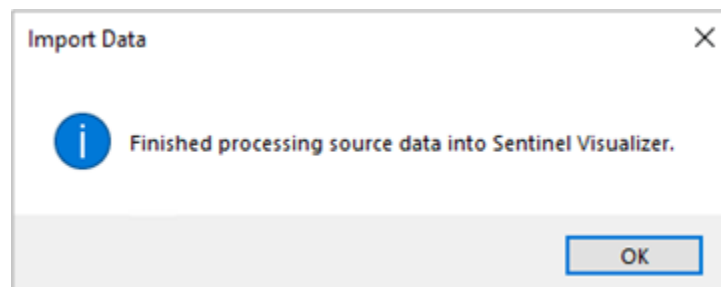 Import Data
Finished processing source data into Sentinel Visualizer.
OK